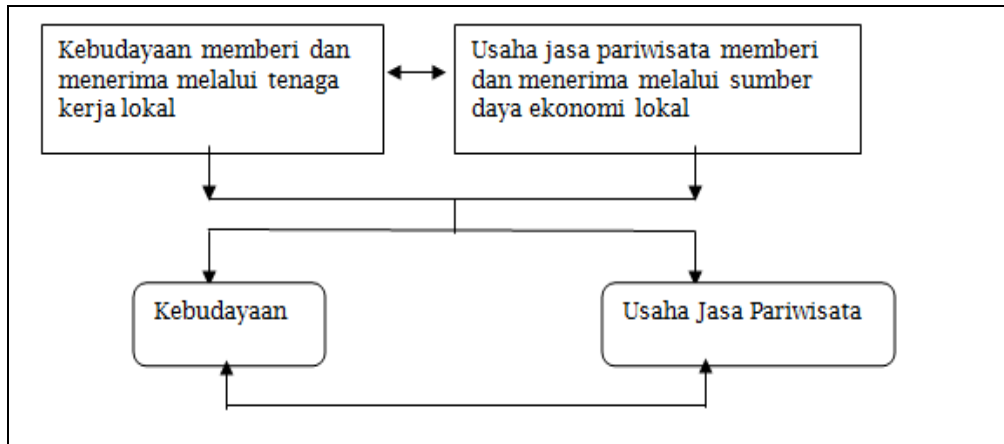 Kebudayaan memberi dan
menerima melalui tenaga
kerja lokal
Usaha jasa pariwisata memberi
dan menerima melalui sumber
daya ekonomi lokal
Kebudayaan
Usaha Jasa Pariwisata